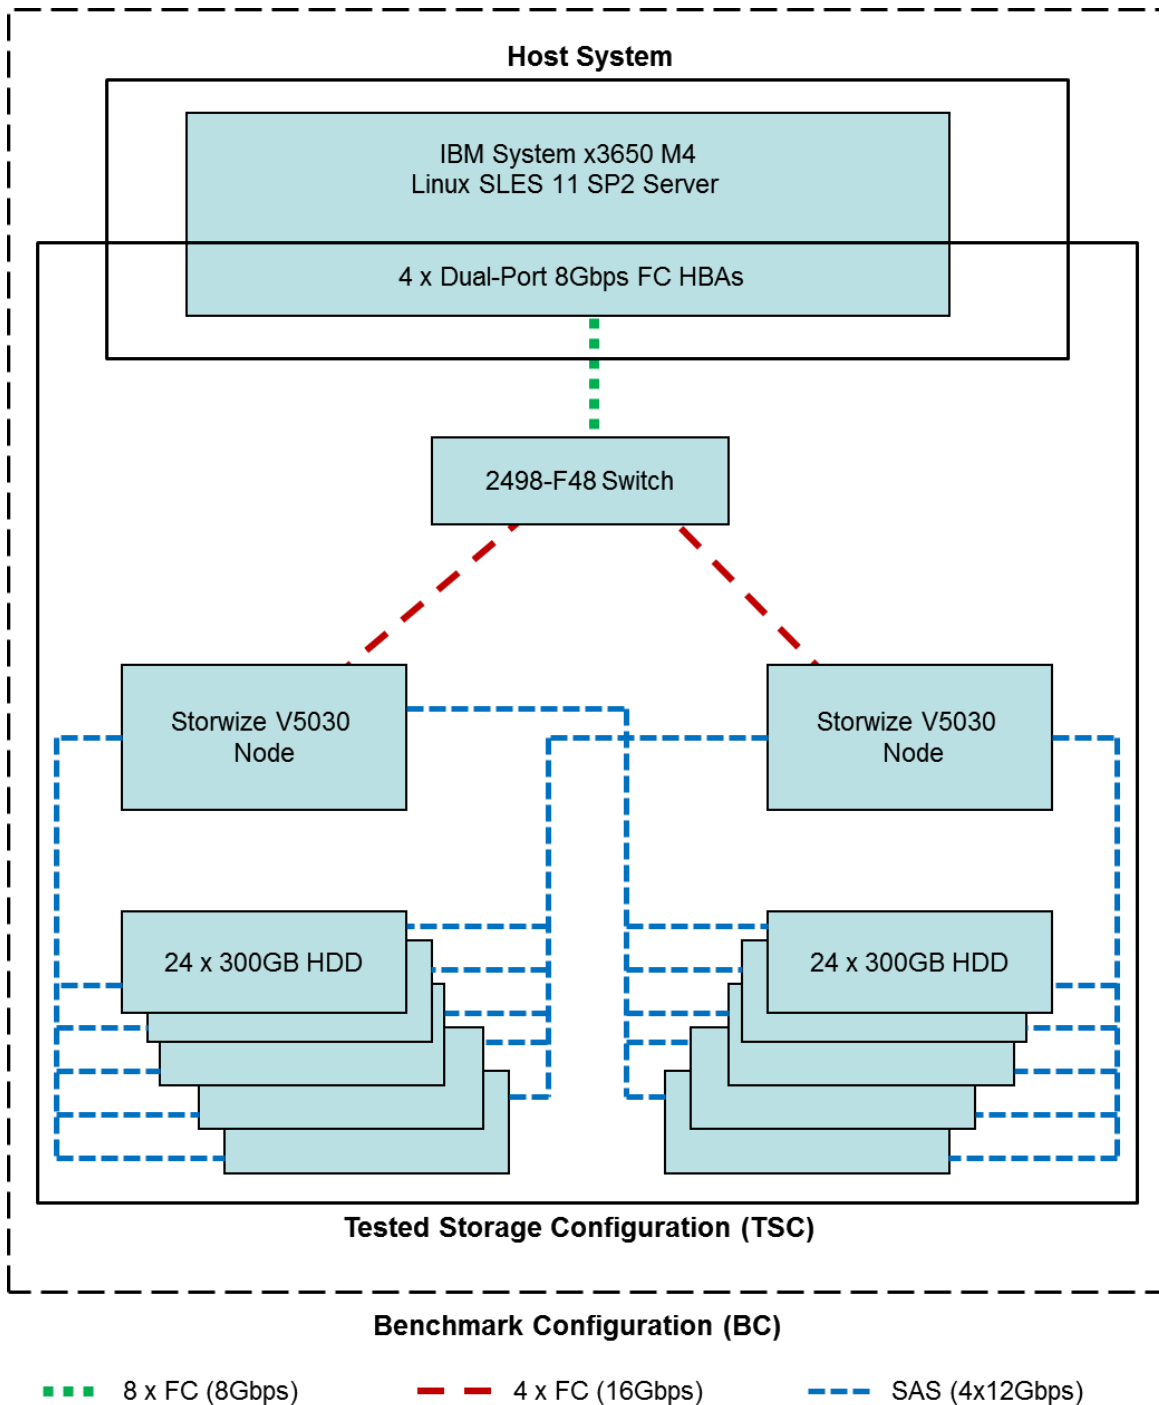 Host System
IBM System x3650 M4
Linux SLES 11 SP2 Server
4 x Dual-Port 8Gbps FC HBAs
2498-F48 Switch
Storwize V5030
Node
Storwize V5030
Node
24 x 300GB HDD
24 x 300GB HDD
Tested Storage Configuration (TSC)
Benchmark Configuration (BC)
8 x FC (8Gbps)
4 x FC (16Gbps)
SAS (4x12Gbps)